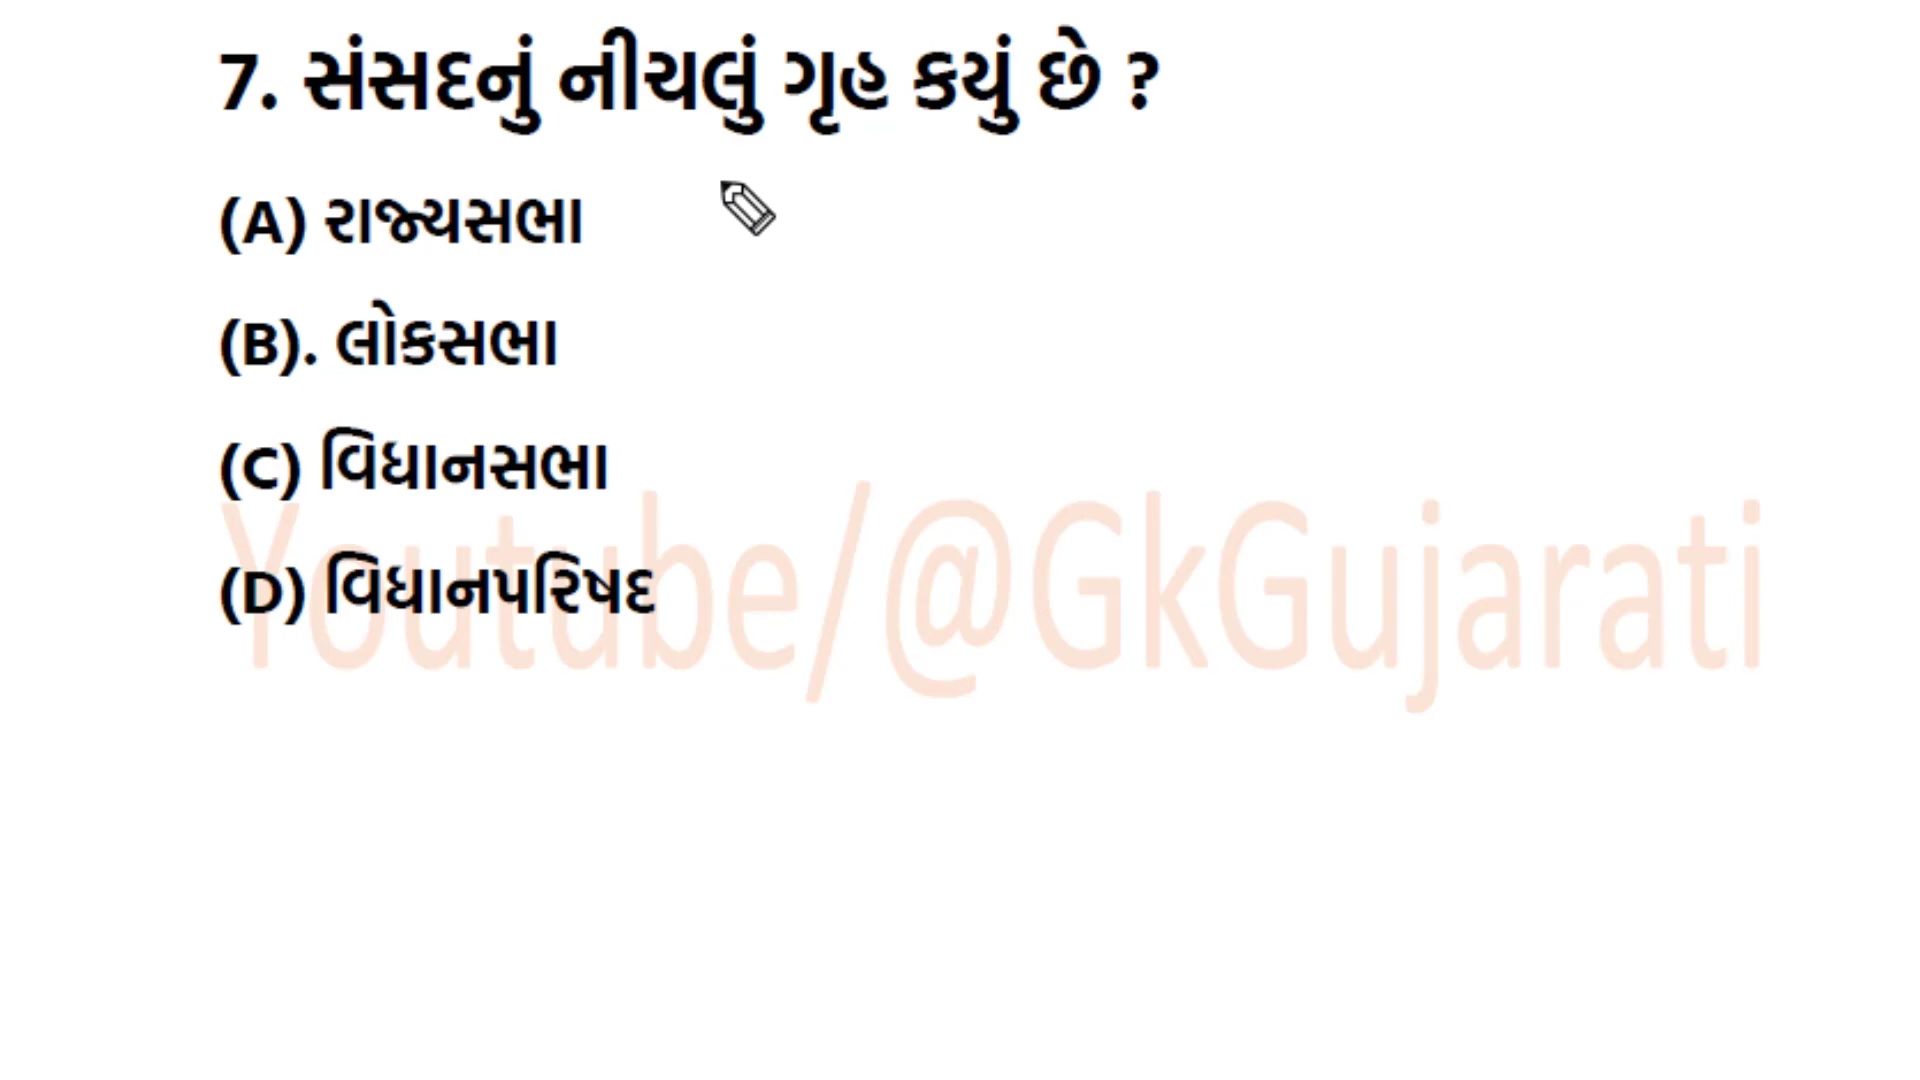 7. સંસદનું નીચલું ગૃહ કયું છે ?
(A) રાજ્યસભા
(B). લોકસભા
(C) વિધાનસભા
(D) વિધાનપરિષદ
Youtube/@GkGujarati